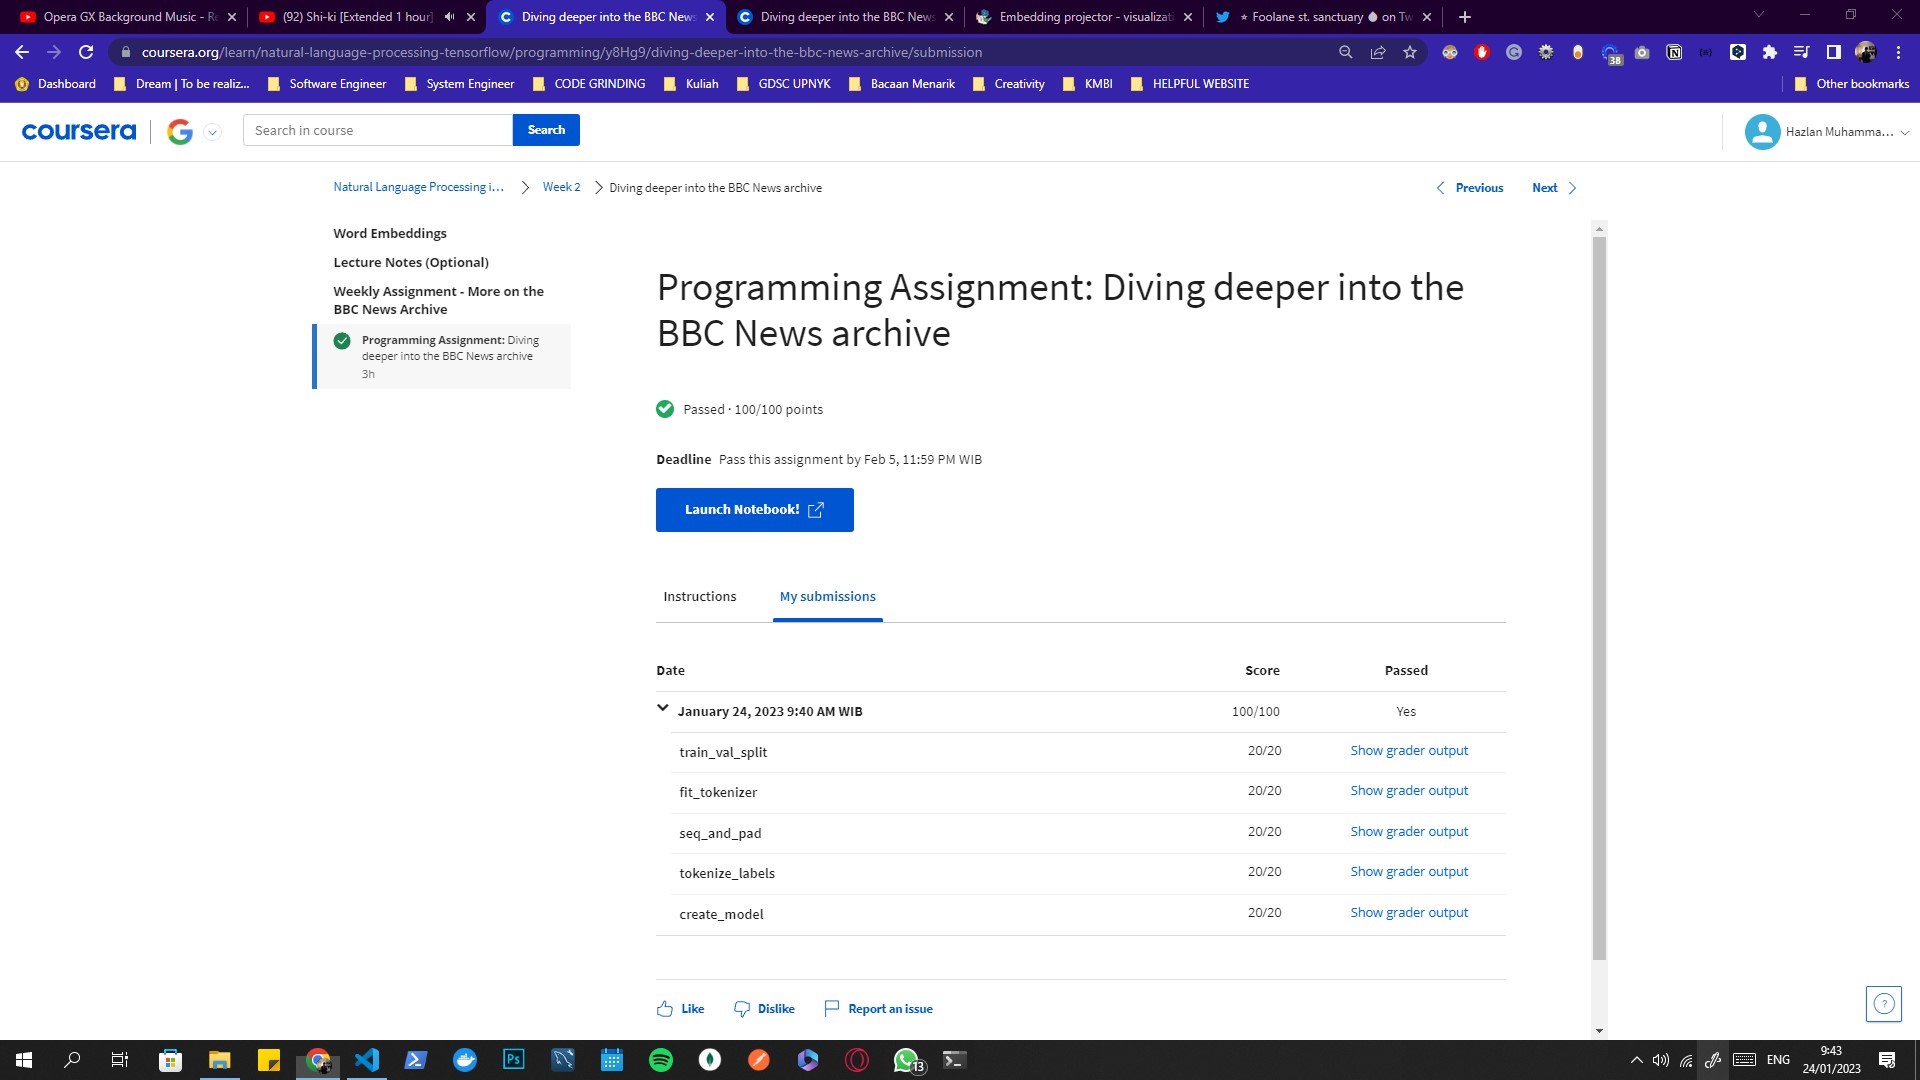 Opera GX Background Music - Re
(92) Shi-ki [Extended 1 hour]
Diving deeper into the BBC News
Diving deeper into the BBC News
Embedding projector - visualizati
⭑ Foolane st. sanctuary on Tw
coursera.org/learn/natural-language-processing-tensorflow/programming/y8Hg9/diving-deeper-into-the-bbc-news-archive/submission
38
Dashboard
Dream | To be realiz...
Software Engineer
System Engineer
CODE GRINDING
Kuliah
GDSC UPNYK
Bacaan Menarik
Creativity
KMBI
HELPFUL WEBSITE
Other bookmarks
coursera
Search in course
Search
Hazlan Muhamma...
Natural Language Processing i...
Week 2
Diving deeper into the BBC News archive
Previous
Next
Word Embeddings
Lecture Notes (Optional)
Weekly Assignment - More on the
BBC News Archive
Programming Assignment: Diving
deeper into the BBC News archive
3h
Programming Assignment: Diving deeper into the
BBC News archive
Passed · 100/100 points
Deadline Pass this assignment by Feb 5, 11:59 PM WIB
Launch Notebook!
Instructions
My submissions
Date Score Passed
January 24, 2023 9:40 AM WIB 100/100 Yes
train_val_split 20/20 Show grader output
fit_tokenizer 20/20 Show grader output
seq_and_pad 20/20 Show grader output
tokenize_labels 20/20 Show grader output
create_model 20/20 Show grader output
Like
Dislike
Report an issue
?
Ps
13
ENG
9:43
24/01/2023